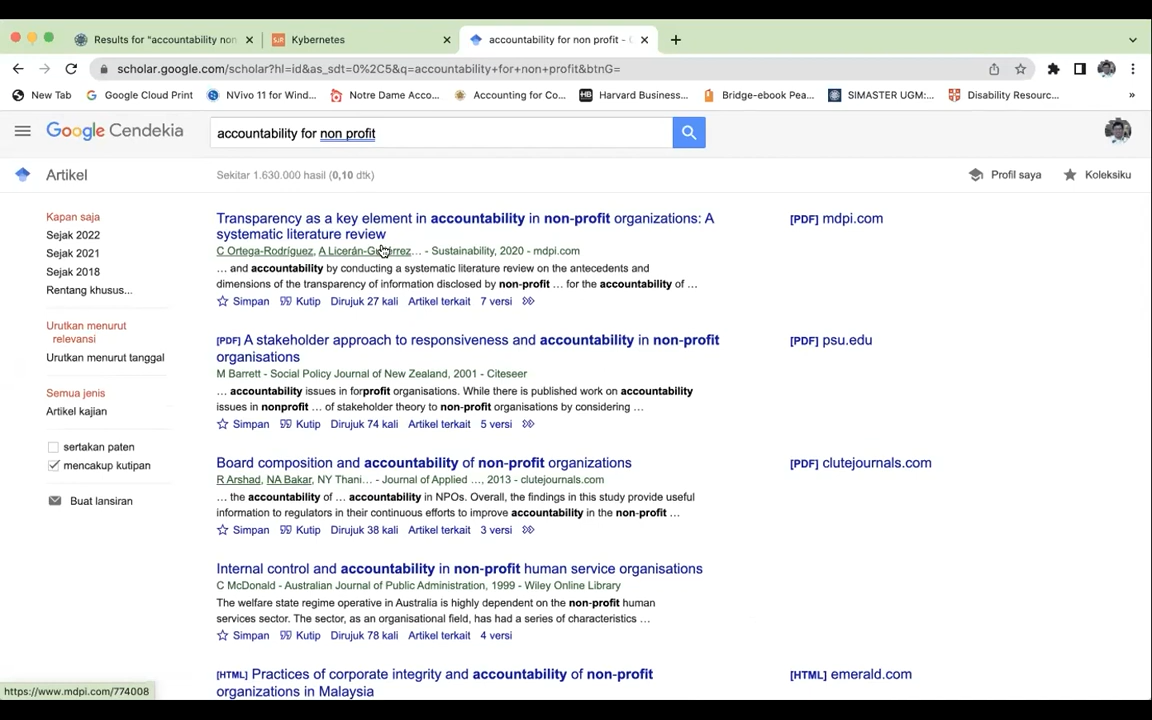 Results for "accountability non
Kybernetes
accountability for non profit -
scholar.google.com/scholar?hl=id&as_sdt=0%2C5&q=accountability+for+non+profit&btnG=
New Tab
Google Cloud Print
NVivo 11 for Wind...
Notre Dame Acco...
Accounting for Co...
Harvard Business...
Bridge-ebook Pea...
SIMASTER UGM:...
Disability Resourc...
»
Google Cendekia
accountability for non profit
Artikel
Sekitar 1.630.000 hasil (0,10 dtk)
Profil saya
Koleksiku
Kapan saja
Sejak 2022
Sejak 2021
Sejak 2018
Rentang khusus...
Urutkan menurut
relevansi
Urutkan menurut tanggal
Semua jenis
Artikel kajian
sertakan paten
mencakup kutipan
Buat lansiran
Transparency as a key element in accountability in non-profit organizations: A
systematic literature review
C Ortega-Rodríguez, A Licerán-Gutiérrez… - Sustainability, 2020 - mdpi.com
… and accountability by conducting a systematic literature review on the antecedents and
dimensions of the transparency of information disclosed by non-profit … for the accountability of …
Simpan Kutip Dirujuk 27 kali Artikel terkait 7 versi
[PDF] mdpi.com
[PDF] A stakeholder approach to responsiveness and accountability in non-profit
organisations
M Barrett - Social Policy Journal of New Zealand, 2001 - Citeseer
… accountability issues in forprofit organisations. While there is published work on accountability
issues in nonprofit … of stakeholder theory to non-profit organisations by considering …
Simpan Kutip Dirujuk 74 kali Artikel terkait 5 versi
[PDF] psu.edu
Board composition and accountability of non-profit organizations
R Arshad, NA Bakar, NY Thani… - Journal of Applied …, 2013 - clutejournals.com
… the accountability of … accountability in NPOs. Overall, the findings in this study provide useful
information to regulators in their continuous efforts to improve accountability in the non-profit …
Simpan Kutip Dirujuk 38 kali Artikel terkait 3 versi
[PDF] clutejournals.com
Internal control and accountability in non-profit human service organisations
C McDonald - Australian Journal of Public Administration, 1999 - Wiley Online Library
The welfare state regime operative in Australia is highly dependent on the non-profit human
services sector. The sector, as an organisational field, has had a series of characteristics …
Simpan Kutip Dirujuk 78 kali Artikel terkait 4 versi
[HTML] Practices of corporate integrity and accountability of non-profit
organizations in Malaysia
[HTML] emerald.com
https://www.mdpi.com/774008